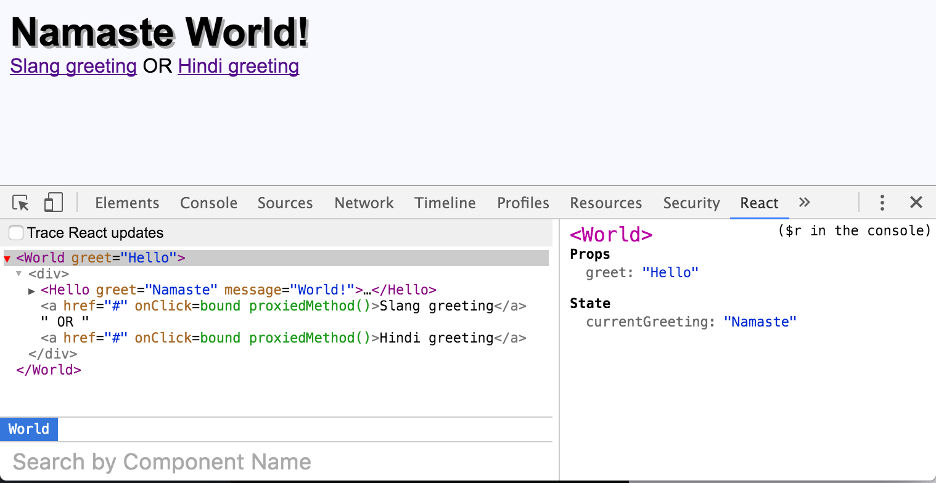 Namaste World!
Slang greeting OR Hindi greeting
Elements Console Sources Network Timeline Profiles Resources Security React »
Trace React updates
<World greet="Hello">
<div>
<Hello greet="Namaste" message="World!">…</Hello>
<a href="#" onClick=bound proxiedMethod()>Slang greeting</a>
" OR "
<a href="#" onClick=bound proxiedMethod()>Hindi greeting</a>
</div>
</World>
World
Search by Component Name
<World> ($r in the console)
Props
greet: "Hello"
State
currentGreeting: "Namaste"